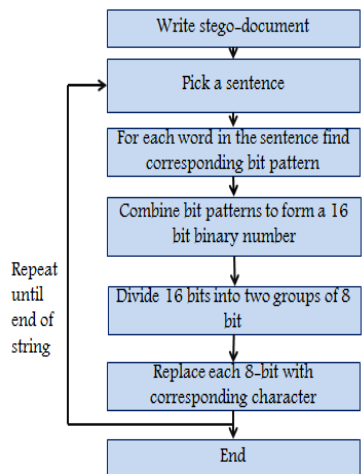 Write stego-document
Pick a sentence
For each word in the sentence find
corresponding bit pattern
Combine bit patterns to form a 16
bit binary number
Repeat
until
end of
string
Divide 16 bits into two groups of 8
bit
Replace each 8-bit with
corresponding character
End